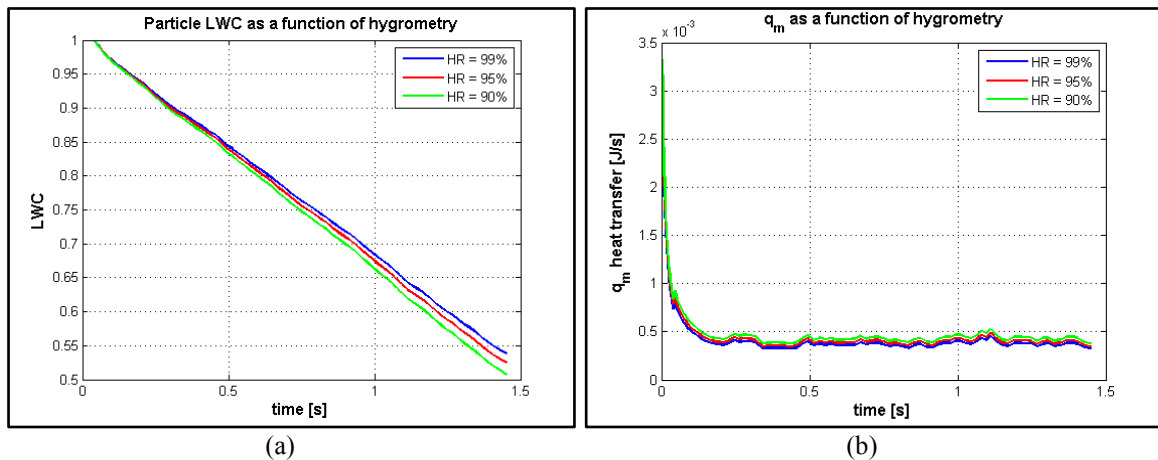 Particle LWC as a function of hygrometry
1
0.95
0.9
0.85
0.8
0.75
0.7
0.65
0.6
0.55
0.5
LWC
HR = 99%
HR = 95%
HR = 90%
0
0.5
1
1.5
time [s]
(a)
q_m as a function of hygrometry
x 10^-3
3.5
3
2.5
2
1.5
1
0.5
0
q_m heat transfer [J/s]
HR = 99%
HR = 95%
HR = 90%
0
0.5
1
1.5
time [s]
(b)